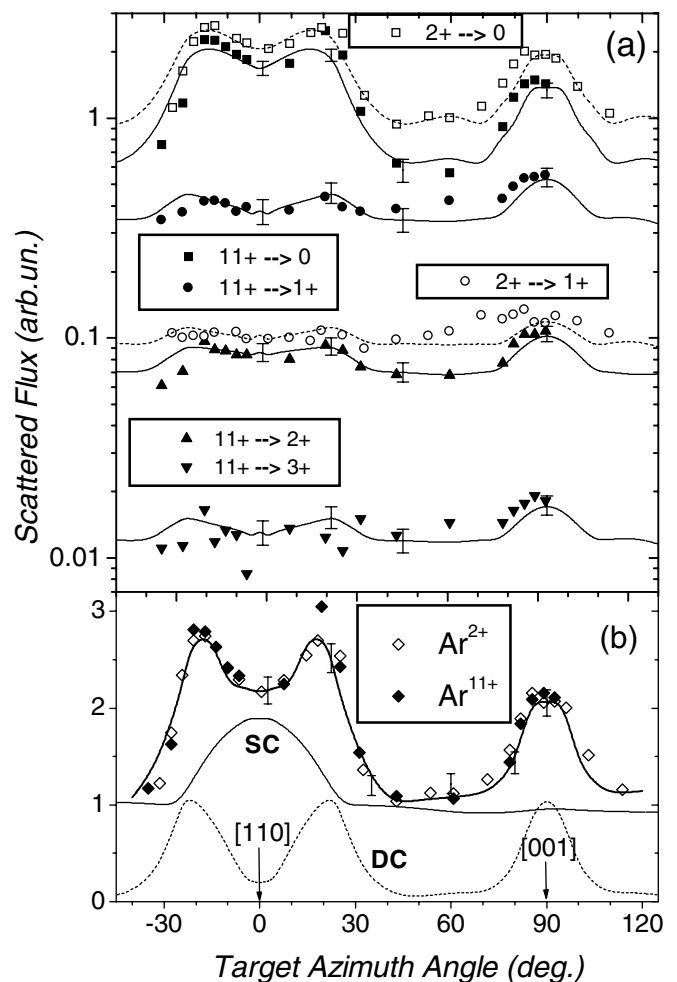 (a)
2+ --> 0
1
11+ --> 0
11+ -->1+
2+ --> 1+
0.1
11+ --> 2+
11+ --> 3+
0.01
Scattered Flux (arb.un.)
(b)
3
Ar2+
Ar11+
2
SC
1
[110]
[001]
DC
0
-30 0 30 60 90 120
Target Azimuth Angle (deg.)